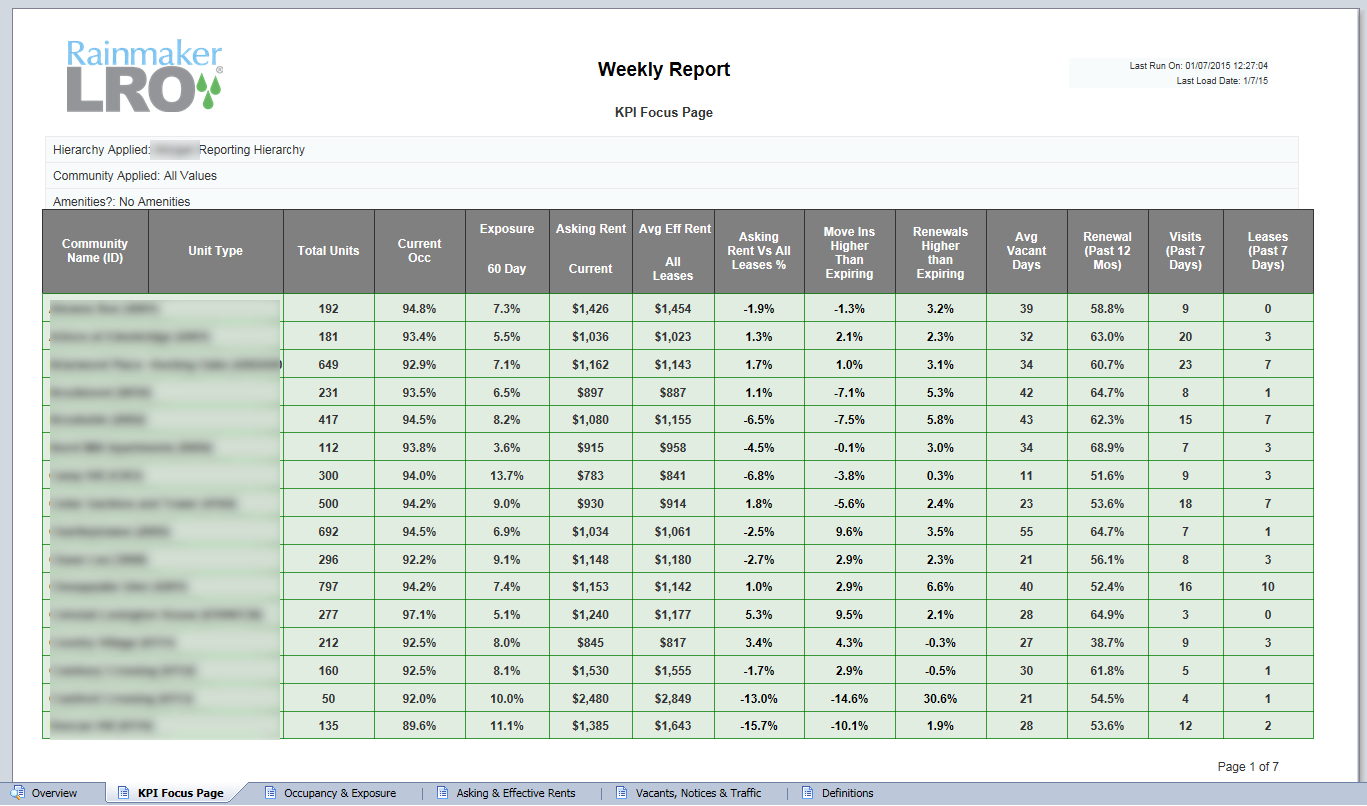 Rainmaker
LRO®
Weekly Report
KPI Focus Page
Last Run On: 01/07/2015 12:27:04
Last Load Date: 1/7/15
Hierarchy Applied: Reporting Hierarchy
Community Applied: All Values
Amenities?: No Amenities
Community Name (ID) Unit Type Total Units Current Occ Exposure 60 Day Asking Rent Current Avg Eff Rent All Leases Asking Rent Vs All Leases % Move Ins Higher Than Expiring Renewals Higher than Expiring Avg Vacant Days Renewal (Past 12 Mos) Visits (Past 7 Days) Leases (Past 7 Days)
192 94.8% 7.3% $1,426 $1,454 -1.9% -1.3% 3.2% 39 58.8% 9 0
181 93.4% 5.5% $1,036 $1,023 1.3% 2.1% 2.3% 32 63.0% 20 3
649 92.9% 7.1% $1,162 $1,143 1.7% 1.0% 3.1% 34 60.7% 23 7
231 93.5% 6.5% $897 $887 1.1% -7.1% 5.3% 42 64.7% 8 1
417 94.5% 8.2% $1,080 $1,155 -6.5% -7.5% 5.8% 43 62.3% 15 7
112 93.8% 3.6% $915 $958 -4.5% -0.1% 3.0% 34 68.9% 7 3
300 94.0% 13.7% $783 $841 -6.8% -3.8% 0.3% 11 51.6% 9 3
500 94.2% 9.0% $930 $914 1.8% -5.6% 2.4% 23 53.6% 18 7
692 94.5% 6.9% $1,034 $1,061 -2.5% 9.6% 3.5% 55 64.7% 7 1
296 92.2% 9.1% $1,148 $1,180 -2.7% 2.9% 2.3% 21 56.1% 8 3
797 94.2% 7.4% $1,153 $1,142 1.0% 2.9% 6.6% 40 52.4% 16 10
277 97.1% 5.1% $1,240 $1,177 5.3% 9.5% 2.1% 28 64.9% 3 0
212 92.5% 8.0% $845 $817 3.4% 4.3% -0.3% 27 38.7% 9 3
160 92.5% 8.1% $1,530 $1,555 -1.7% 2.9% -0.5% 30 61.8% 5 1
50 92.0% 10.0% $2,480 $2,849 -13.0% -14.6% 30.6% 21 54.5% 4 1
135 89.6% 11.1% $1,385 $1,643 -15.7% -10.1% 1.9% 28 53.6% 12 2
Page 1 of 7
Overview KPI Focus Page Occupancy & Exposure Asking & Effective Rents Vacants, Notices & Traffic Definitions